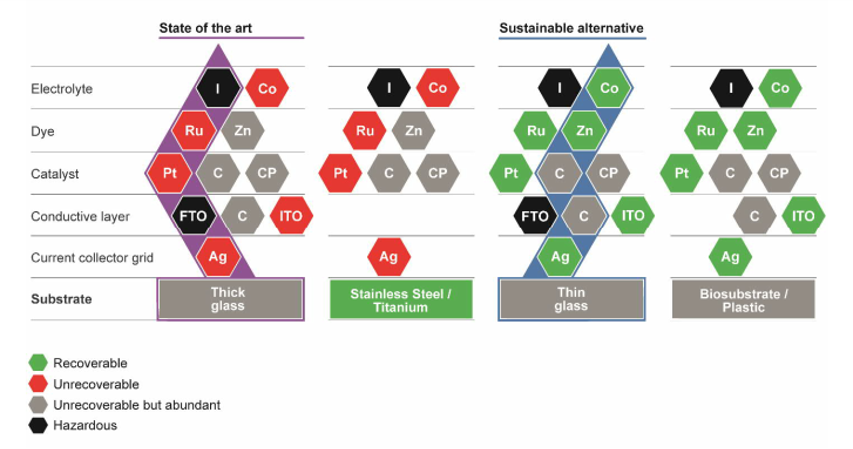 State of the art
Sustainable alternative
Electrolyte
I Co
I Co
I Co
I Co
Dye
Ru Zn
Ru Zn
Ru Zn
Ru Zn
Catalyst
Pt C CP
Pt C CP
Pt C CP
Pt C CP
Conductive layer
FTO C ITO
FTO C ITO
C ITO
Current collector grid
Ag
Ag
Ag
Ag
Substrate
Thick
glass
Stainless Steel /
Titanium
Thin
glass
Biosubstrate /
Plastic
Recoverable
Unrecoverable
Unrecoverable but abundant
Hazardous